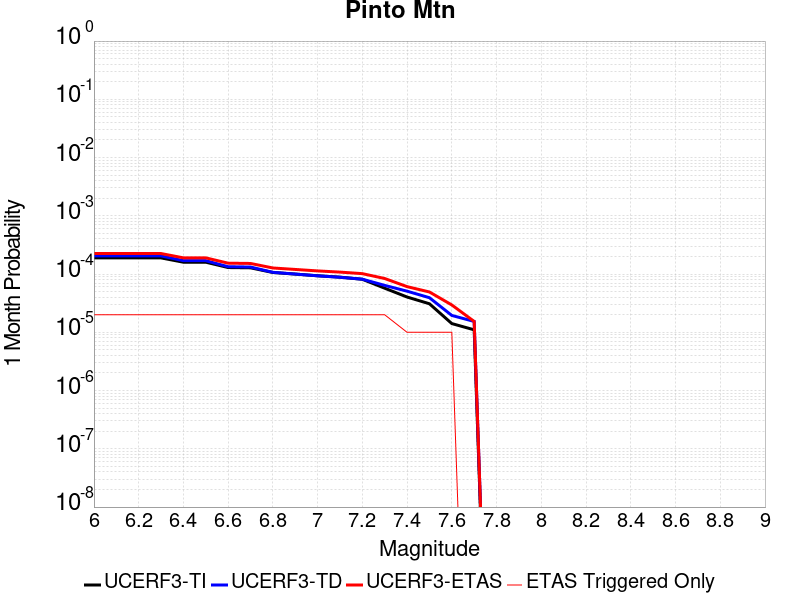 Pinto Mtn
1 Month Probability
10^0
10^-1
10^-2
10^-3
10^-4
10^-5
10^-6
10^-7
10^-8
6 6.2 6.4 6.6 6.8 7 7.2 7.4 7.6 7.8 8 8.2 8.4 8.6 8.8 9
Magnitude
UCERF3-TI UCERF3-TD UCERF3-ETAS ETAS Triggered Only